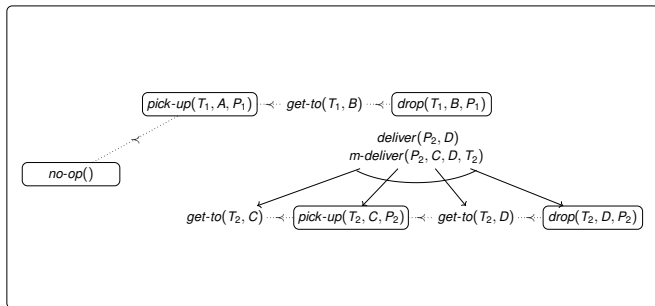 pick-up(T₁, A, P₁) ≺ get-to(T₁, B) ≺ drop(T₁, B, P₁)
deliver(P₂, D)
m-deliver(P₂, C, D, T₂)
≺
no-op()
get-to(T₂, C) ≺ pick-up(T₂, C, P₂) ≺ get-to(T₂, D) ≺ drop(T₂, D, P₂)